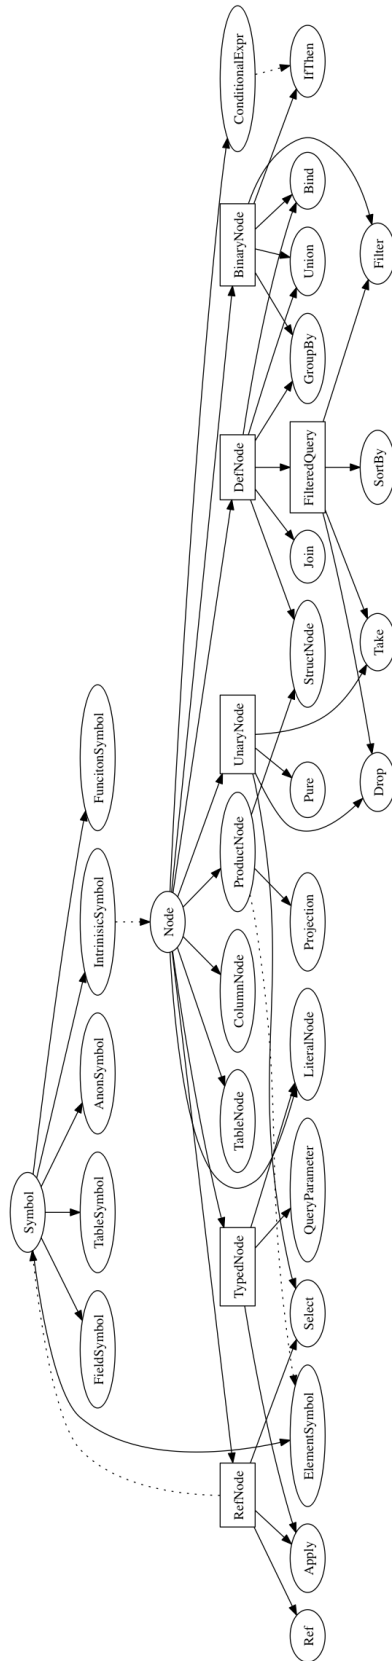 Symbol
FieldSymbol
TableSymbol
AnonSymbol
IntrinisicSymbol
FuncitonSymbol
Node
RefNode
TypedNode
TableNode
ColumnNode
ProductNode
UnaryNode
DefNode
BinaryNode
ConditionalExpr
Ref
Apply
ElementSymbol
Select
QueryParameter
LiteralNode
Projection
Pure
StructNode
Join
FilteredQuery
GroupBy
Union
Bind
IfThen
Drop
Take
SortBy
Filter